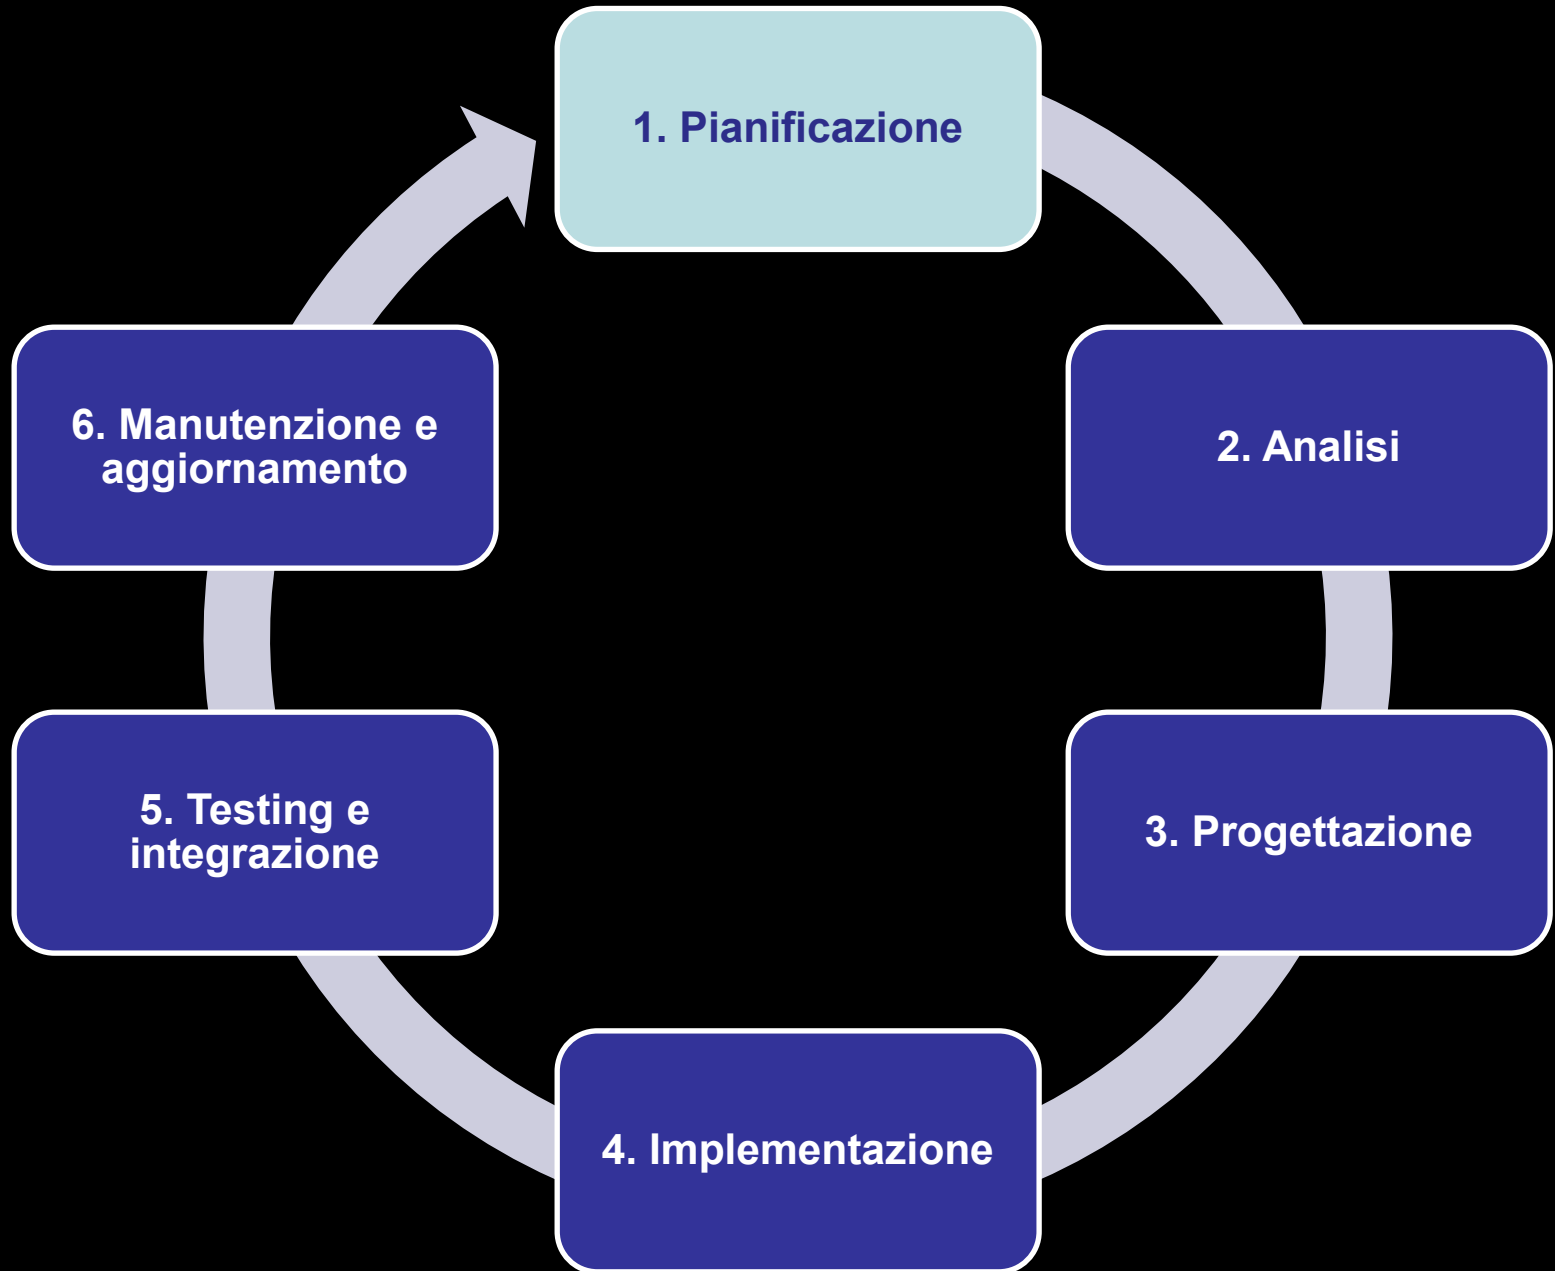 1. Pianificazione
2. Analisi
3. Progettazione
4. Implementazione
5. Testing e
integrazione
6. Manutenzione e
aggiornamento